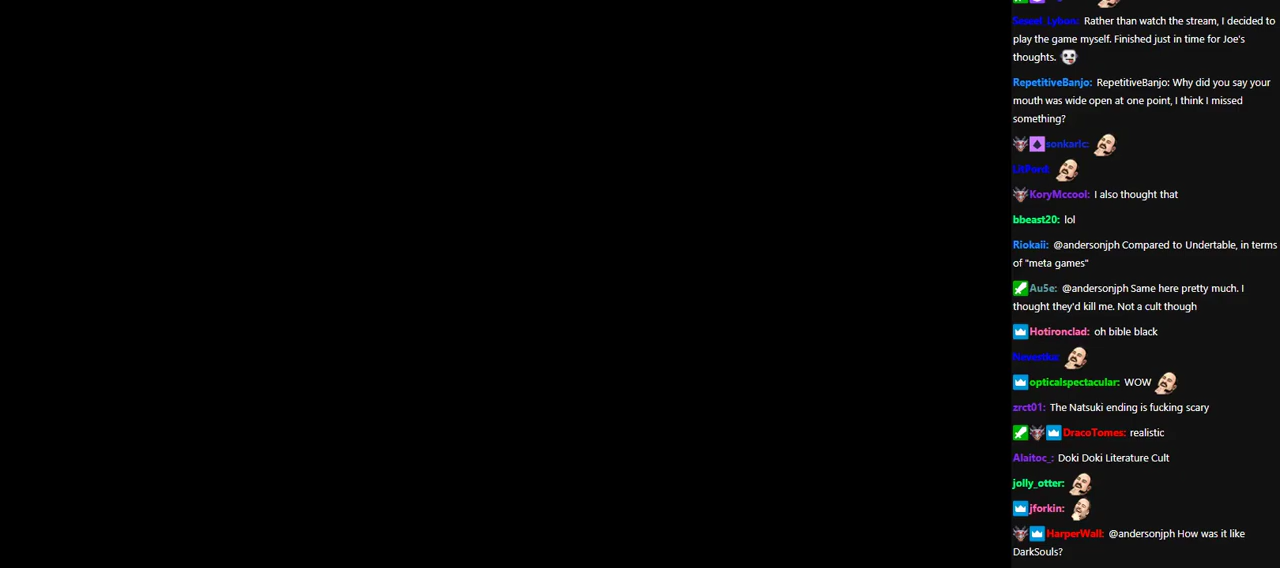 Rather than watch the stream, I decided to
play the game myself. Finished just in time for Joe's
thoughts.
RepetitiveBanjo: RepetitiveBanjo: Why did you say your
mouth was wide open at one point, I think I missed
something?
sonkaric:
LitFord:
KoryMccool: I also thought that
bbeast20: lol
Riokaii: @andersonjph Compared to Undertable, in terms
of "meta games"
Au5e: @andersonjph Same here pretty much. I
thought they'd kill me. Not a cult though
Hotironclad: oh bible black
opticalspectacular: WOW
zrct01: The Natsuki ending is fucking scary
DracoTomes: realistic
Alaitoc_: Doki Doki Literature Cult
jolly_otter:
jforkin:
HarperWall: @andersonjph How was it like
DarkSouls?